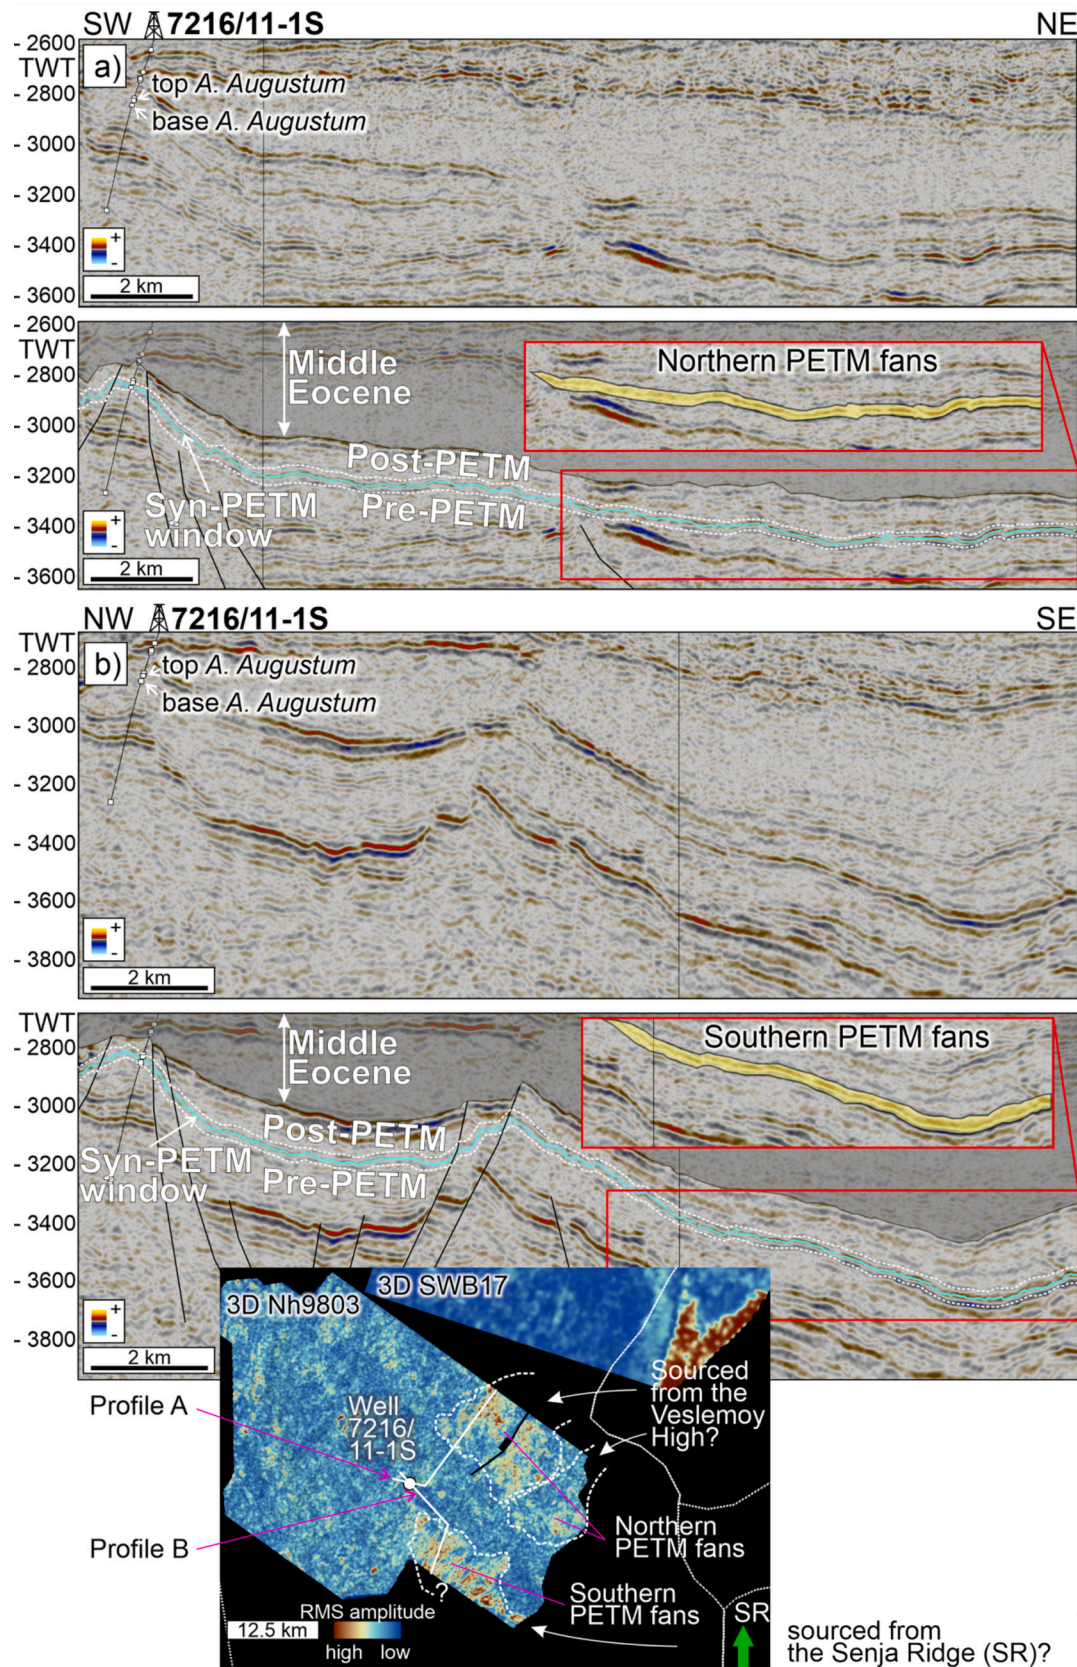 SW 7216/11-1S NE
- 2600
TWT
- 2800
- 3000
- 3200
- 3400
- 3600
a)
top A. Augustum
base A. Augustum
+
-
2 km
- 2600
TWT
- 2800
- 3000
- 3200
- 3400
- 3600
Middle
Eocene
Northern PETM fans
Post-PETM
Pre-PETM
Syn-PETM
window
+
-
2 km
NW 7216/11-1S SE
TWT
- 2800
- 3000
- 3200
- 3400
- 3600
- 3800
b)
top A. Augustum
base A. Augustum
+
-
2 km
TWT
- 2800
- 3000
- 3200
- 3400
- 3600
- 3800
Middle
Eocene
Southern PETM fans
Post-PETM
Pre-PETM
Syn-PETM
window
+
-
2 km
3D Nh9803
3D SWB17
Profile A
Well
7216/
11-1S
Sourced
from the
Veslemoy
High?
Profile B
Northern
PETM fans
?
Southern
PETM fans
RMS amplitude
12.5 km
high low
SR
sourced from
the Senja Ridge (SR)?